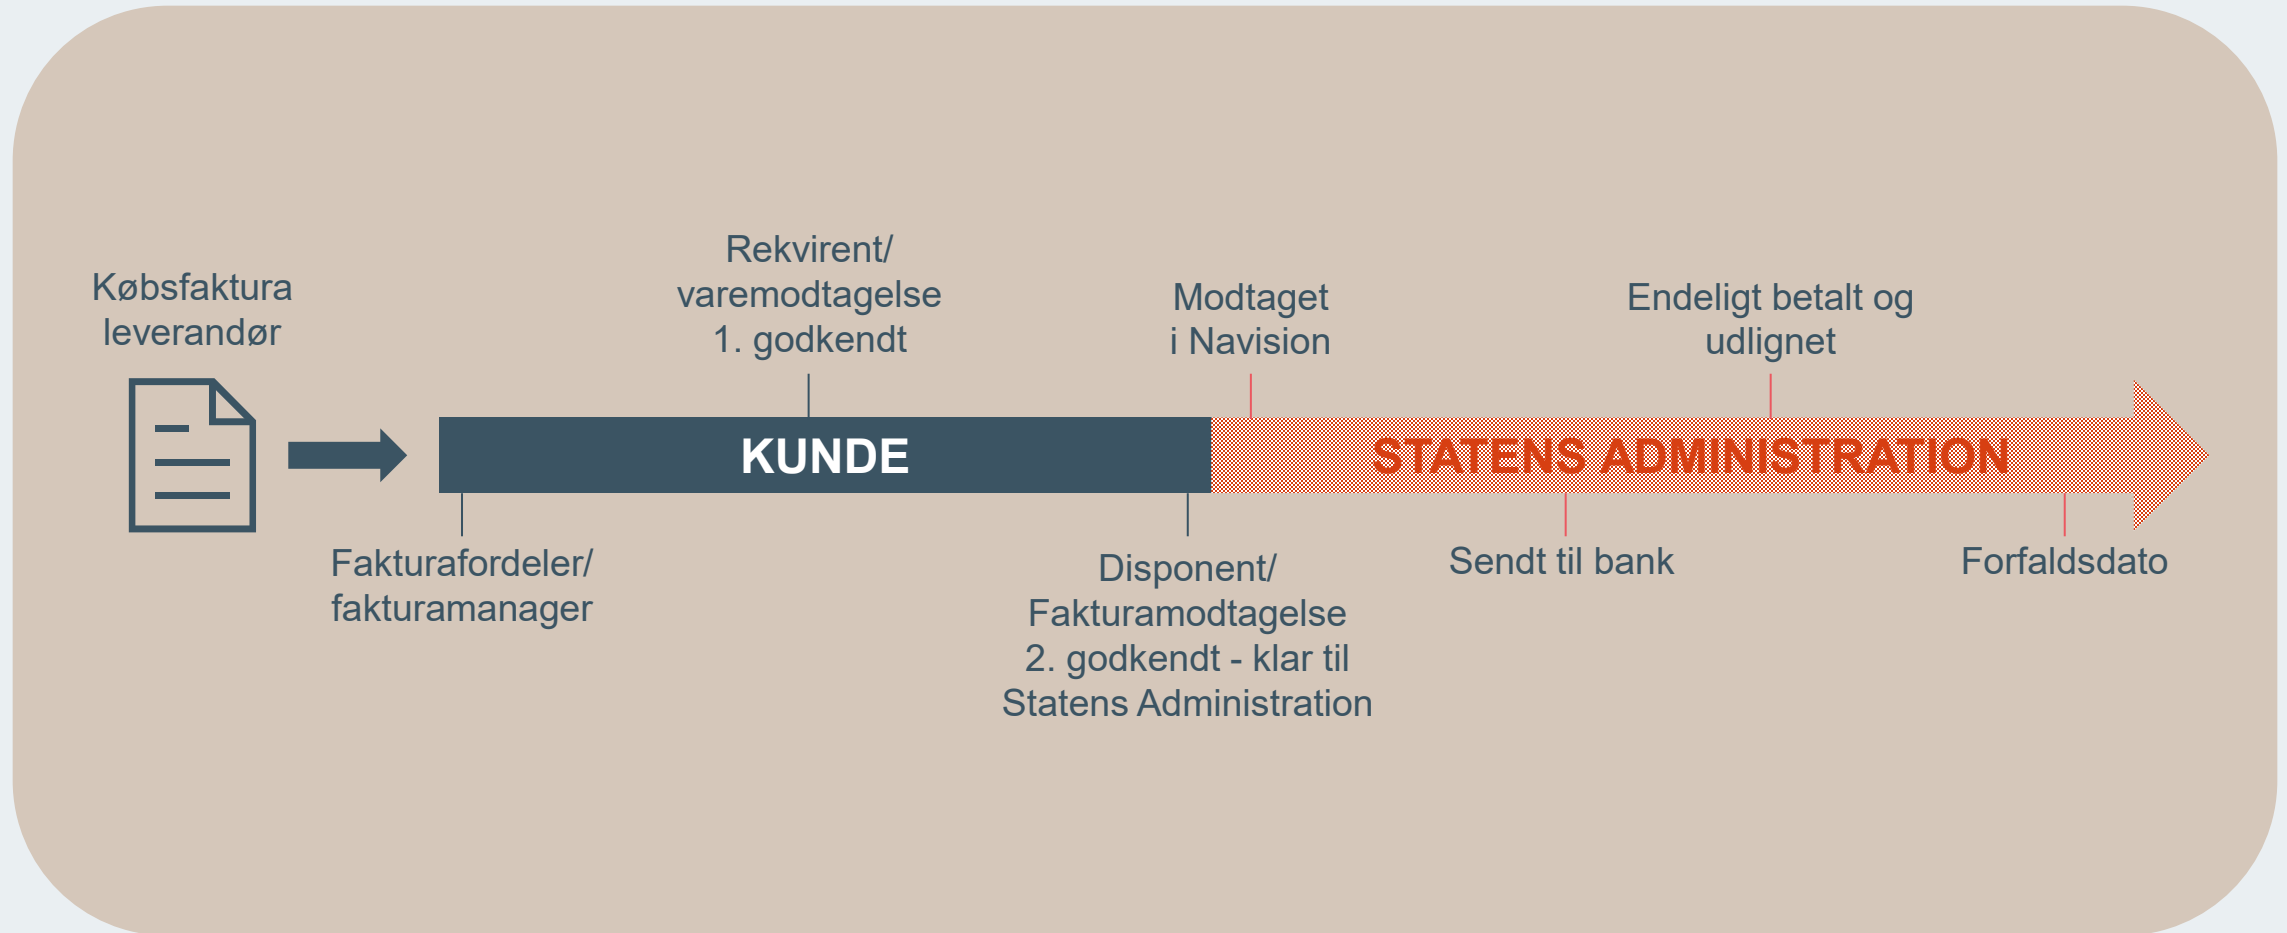 Købsfaktura
leverandør
Rekvirent/
varemodtagelse
1. godkendt
Modtaget
i Navision
Endeligt betalt og
udlignet
KUNDE
STATENS ADMINISTRATION
Fakturafordeler/
fakturamanager
Disponent/
Fakturamodtagelse
2. godkendt - klar til
Statens Administration
Sendt til bank
Forfaldsdato